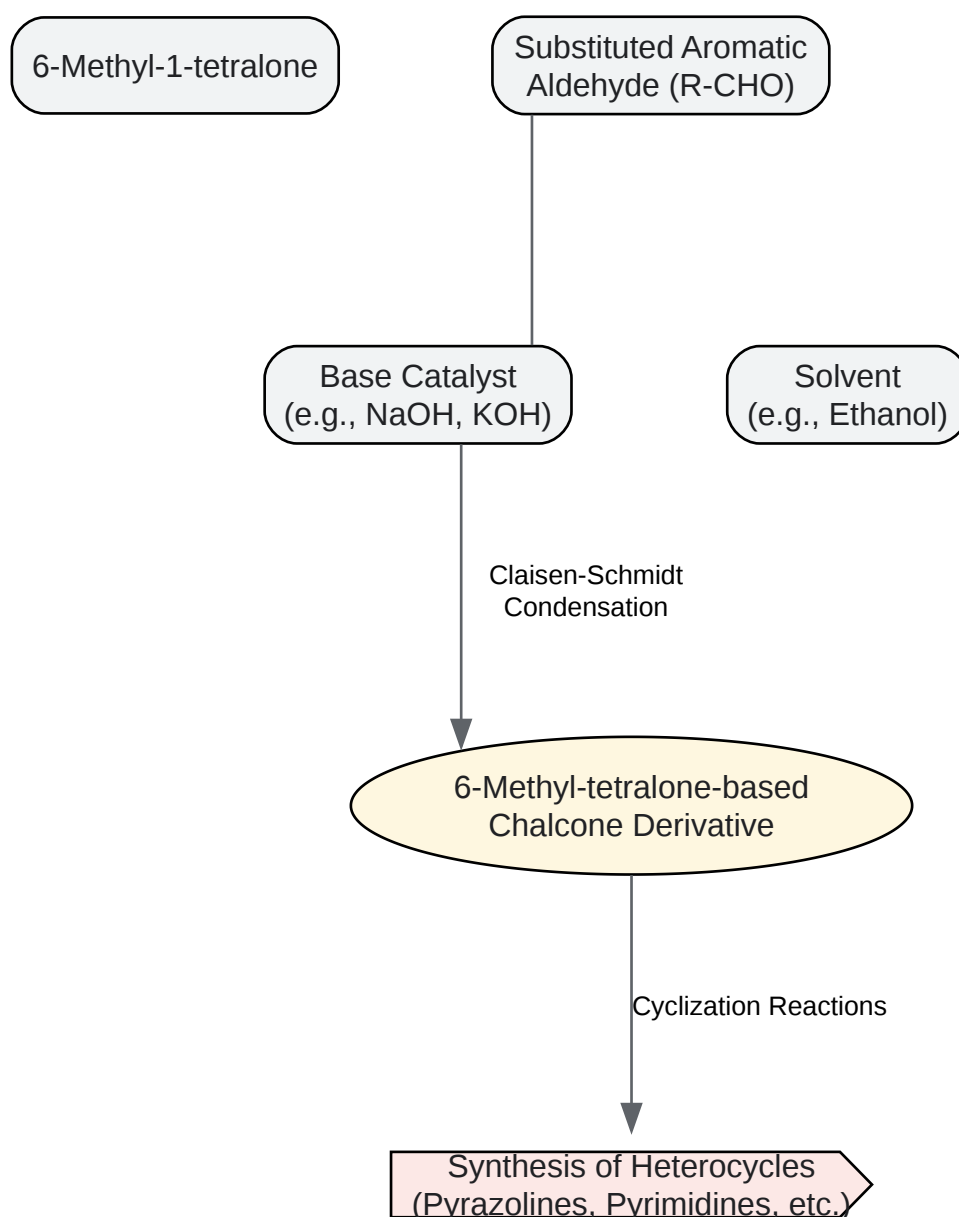 6-Methyl-1-tetralone
Substituted Aromatic
Aldehyde (R-CHO)
Base Catalyst
(e.g., NaOH, KOH)
Solvent
(e.g., Ethanol)
Claisen-Schmidt
Condensation
6-Methyl-tetralone-based
Chalcone Derivative
Cyclization Reactions
Synthesis of Heterocycles
(Pyrazolines, Pyrimidines, etc.)